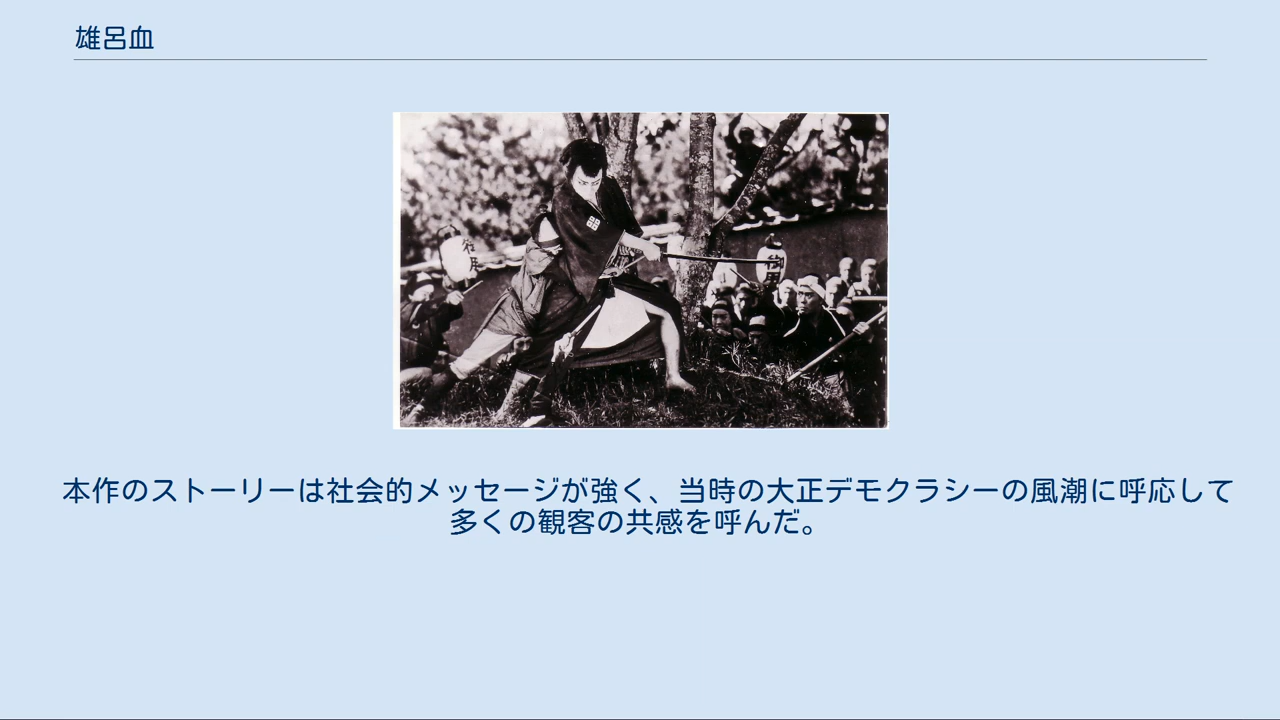 雄呂血
本作のストーリーは社会的メッセージが強く、当時の大正デモクラシーの風潮に呼応して
多くの観客の共感を呼んだ。